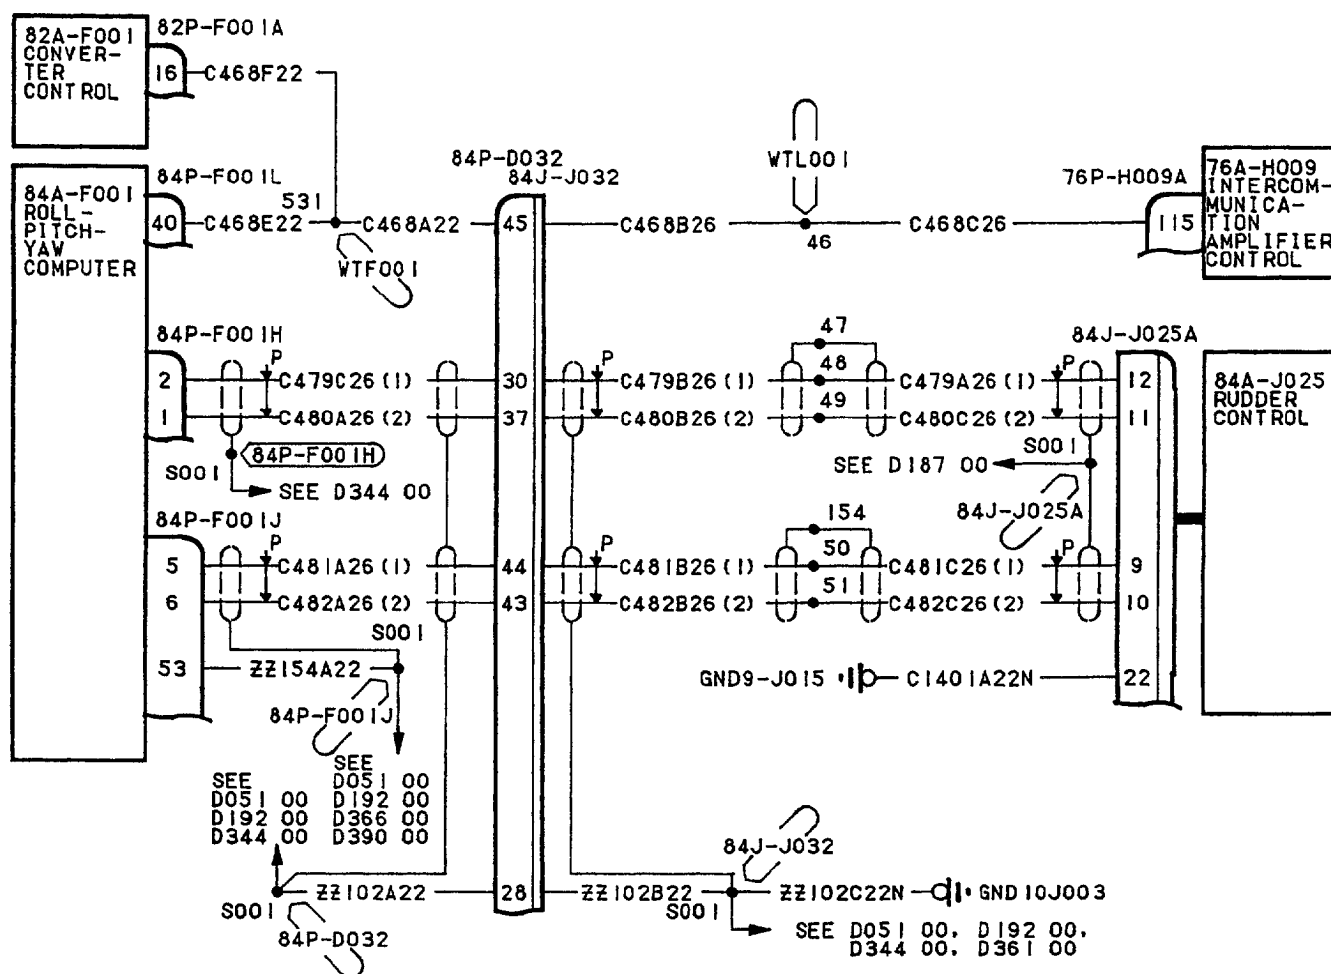 82A-F001
CONVER-
TER
CONTROL
82P-F001A
16
C468F22
84A-F001
ROLL-
PITCH-
YAW
COMPUTER
84P-F001L
40
C468E22
531
C468A22
WTF001
84P-D032
84J-J032
45
C468B26
WTL001
46
C468C26
76P-H009A
115
76A-H009
INTERCOM-
MUNICA-
TION
AMPLIFIER
CONTROL
84P-F001H
2
P
C479C26(1)
30
P
C479B26(1)
47
48
C479A26(1)
P
84J-J025A
12
84A-J025
RUDDER
CONTROL
1
C480A26(2)
37
C480B26(2)
49
C480C26(2)
11
S001
84P-F001H
SEE D344 00
SEE D187 00
S001
84J-J025A
84P-F001J
5
P
C481A26(1)
44
P
C481B26(1)
154
50
C481C26(1)
P
9
6
C482A26(2)
43
C482B26(2)
51
C482C26(2)
10
S001
53
ZZ154A22
GND9-J015
C1401A22N
22
84P-F001J
SEE
D051 00
D192 00
D344 00
SEE
D051 00
D192 00
D366 00
D390 00
84J-J032
S001
ZZ102A22
28
ZZ102B22
S001
ZZ102C22N
GND10J003
84P-D032
SEE D051 00, D192 00,
D344 00, D361 00